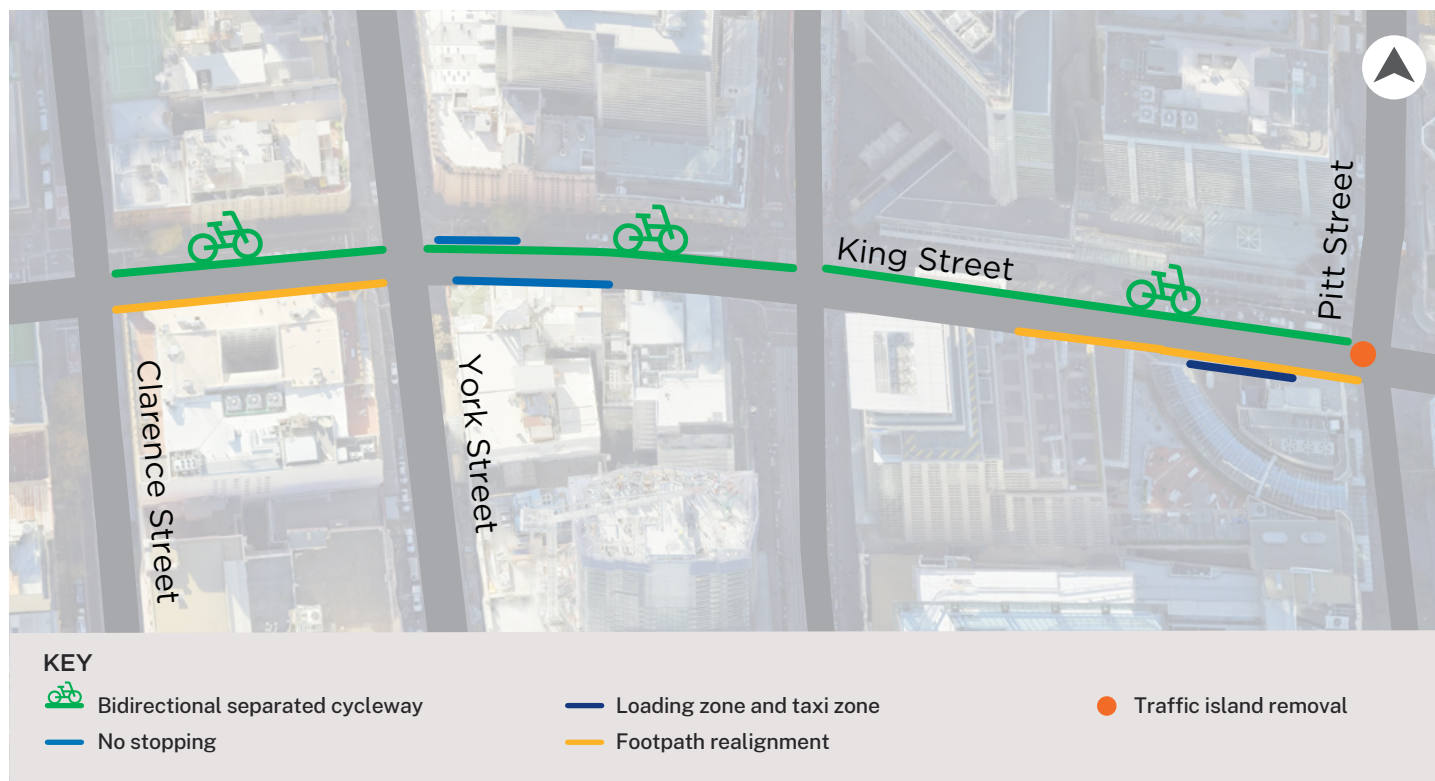 King Street
Pitt Street
Clarence Street
York Street
KEY
Bidirectional separated cycleway
No stopping
Loading zone and taxi zone
Footpath realignment
Traffic island removal